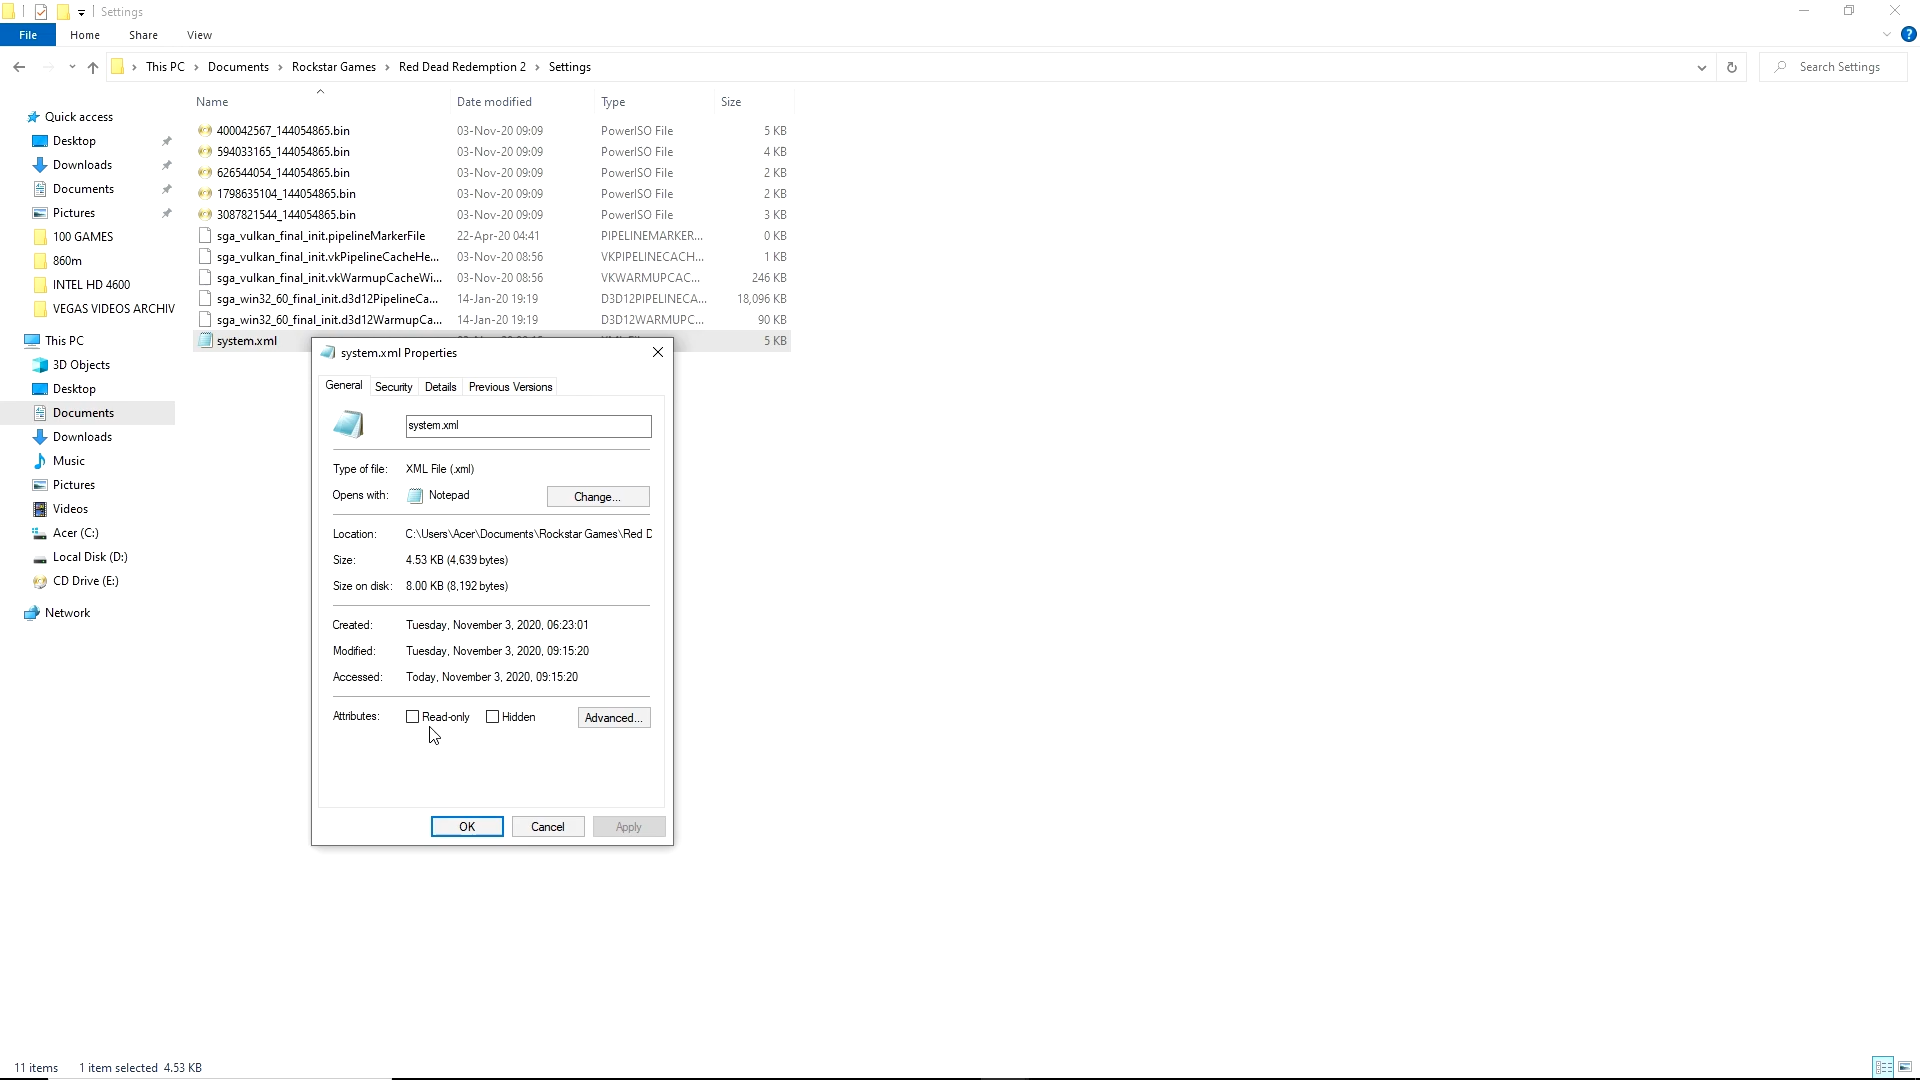 Settings
File Home Share View
This PC Documents Rockstar Games Red Dead Redemption 2 Settings
Search Settings
Name Date modified Type Size
Quick access
Desktop
Downloads
Documents
Pictures
100 GAMES
860m
INTEL HD 4600
VEGAS VIDEOS ARCHIV
This PC
3D Objects
Desktop
Documents
Downloads
Music
Pictures
Videos
Acer (C:)
Local Disk (D:)
CD Drive (E:)
Network
400042567_144054865.bin 03-Nov-20 09:09 PowerISO File 5 KB
594033165_144054865.bin 03-Nov-20 09:09 PowerISO File 4 KB
626544054_144054865.bin 03-Nov-20 09:09 PowerISO File 2 KB
1798635104_144054865.bin 03-Nov-20 09:09 PowerISO File 2 KB
3087821544_144054865.bin 03-Nov-20 09:09 PowerISO File 3 KB
sga_vulkan_final_init.pipelineMarkerFile 22-Apr-20 04:41 PIPELINEMARKER... 0 KB
sga_vulkan_final_init.vkPipelineCacheHe... 03-Nov-20 08:56 VKPIPELINECACH... 1 KB
sga_vulkan_final_init.vkWarmupCacheWi... 03-Nov-20 08:56 VKWARMUPCAC... 246 KB
sga_win32_60_final_init.d3d12PipelineCa... 14-Jan-20 19:19 D3D12PIPELINECA... 18,096 KB
sga_win32_60_final_init.d3d12WarmupCa... 14-Jan-20 19:19 D3D12WARMUPC... 90 KB
system.xml 5 KB
system.xml Properties
General Security Details Previous Versions
system.xml
Type of file: XML File (.xml)
Opens with: Notepad Change...
Location: C:\Users\Acer\Documents\Rockstar Games\Red D
Size: 4.53 KB (4,639 bytes)
Size on disk: 8.00 KB (8,192 bytes)
Created: Tuesday, November 3, 2020, 06:23:01
Modified: Tuesday, November 3, 2020, 09:15:20
Accessed: Today, November 3, 2020, 09:15:20
Attributes: Read-only Hidden Advanced...
OK Cancel Apply
11 items 1 item selected 4.53 KB